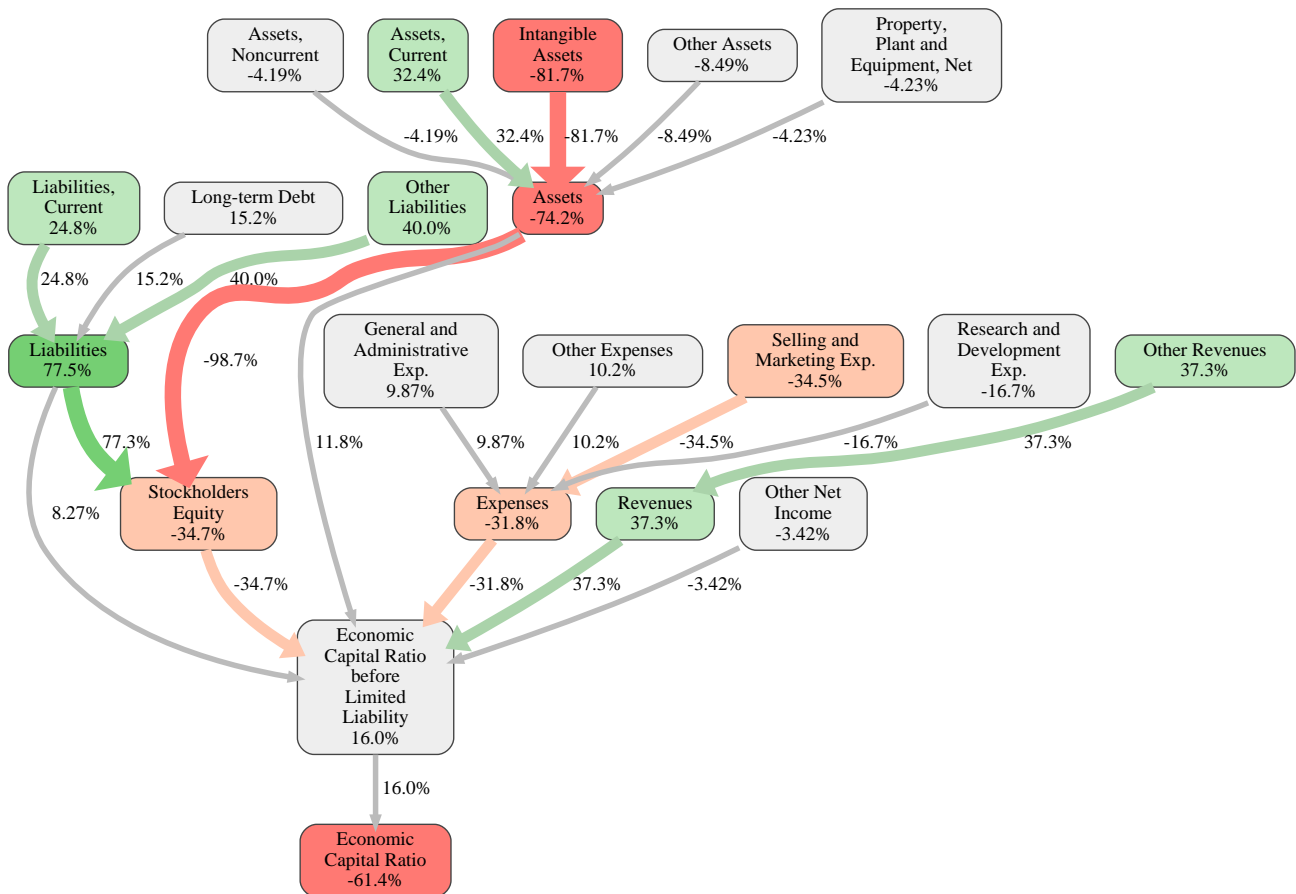 Assets,
Noncurrent
-4.19%
Assets,
Current
32.4%
Intangible
Assets
-81.7%
Other Assets
-8.49%
Property,
Plant and
Equipment, Net
-4.23%
-4.19%
32.4%
-81.7%
-8.49%
-4.23%
Liabilities,
Current
24.8%
Long-term Debt
15.2%
Other
Liabilities
40.0%
Assets
-74.2%
24.8%
15.2%
40.0%
Liabilities
77.5%
-98.7%
General and
Administrative
Exp.
9.87%
Other Expenses
10.2%
Selling and
Marketing Exp.
-34.5%
Research and
Development
Exp.
-16.7%
Other Revenues
37.3%
77.3%
11.8%
9.87%
10.2%
-34.5%
-16.7%
37.3%
8.27%
Stockholders
Equity
-34.7%
Expenses
-31.8%
Revenues
37.3%
Other Net
Income
-3.42%
-34.7%
-31.8%
37.3%
-3.42%
Economic
Capital Ratio
before
Limited
Liability
16.0%
16.0%
Economic
Capital Ratio
-61.4%